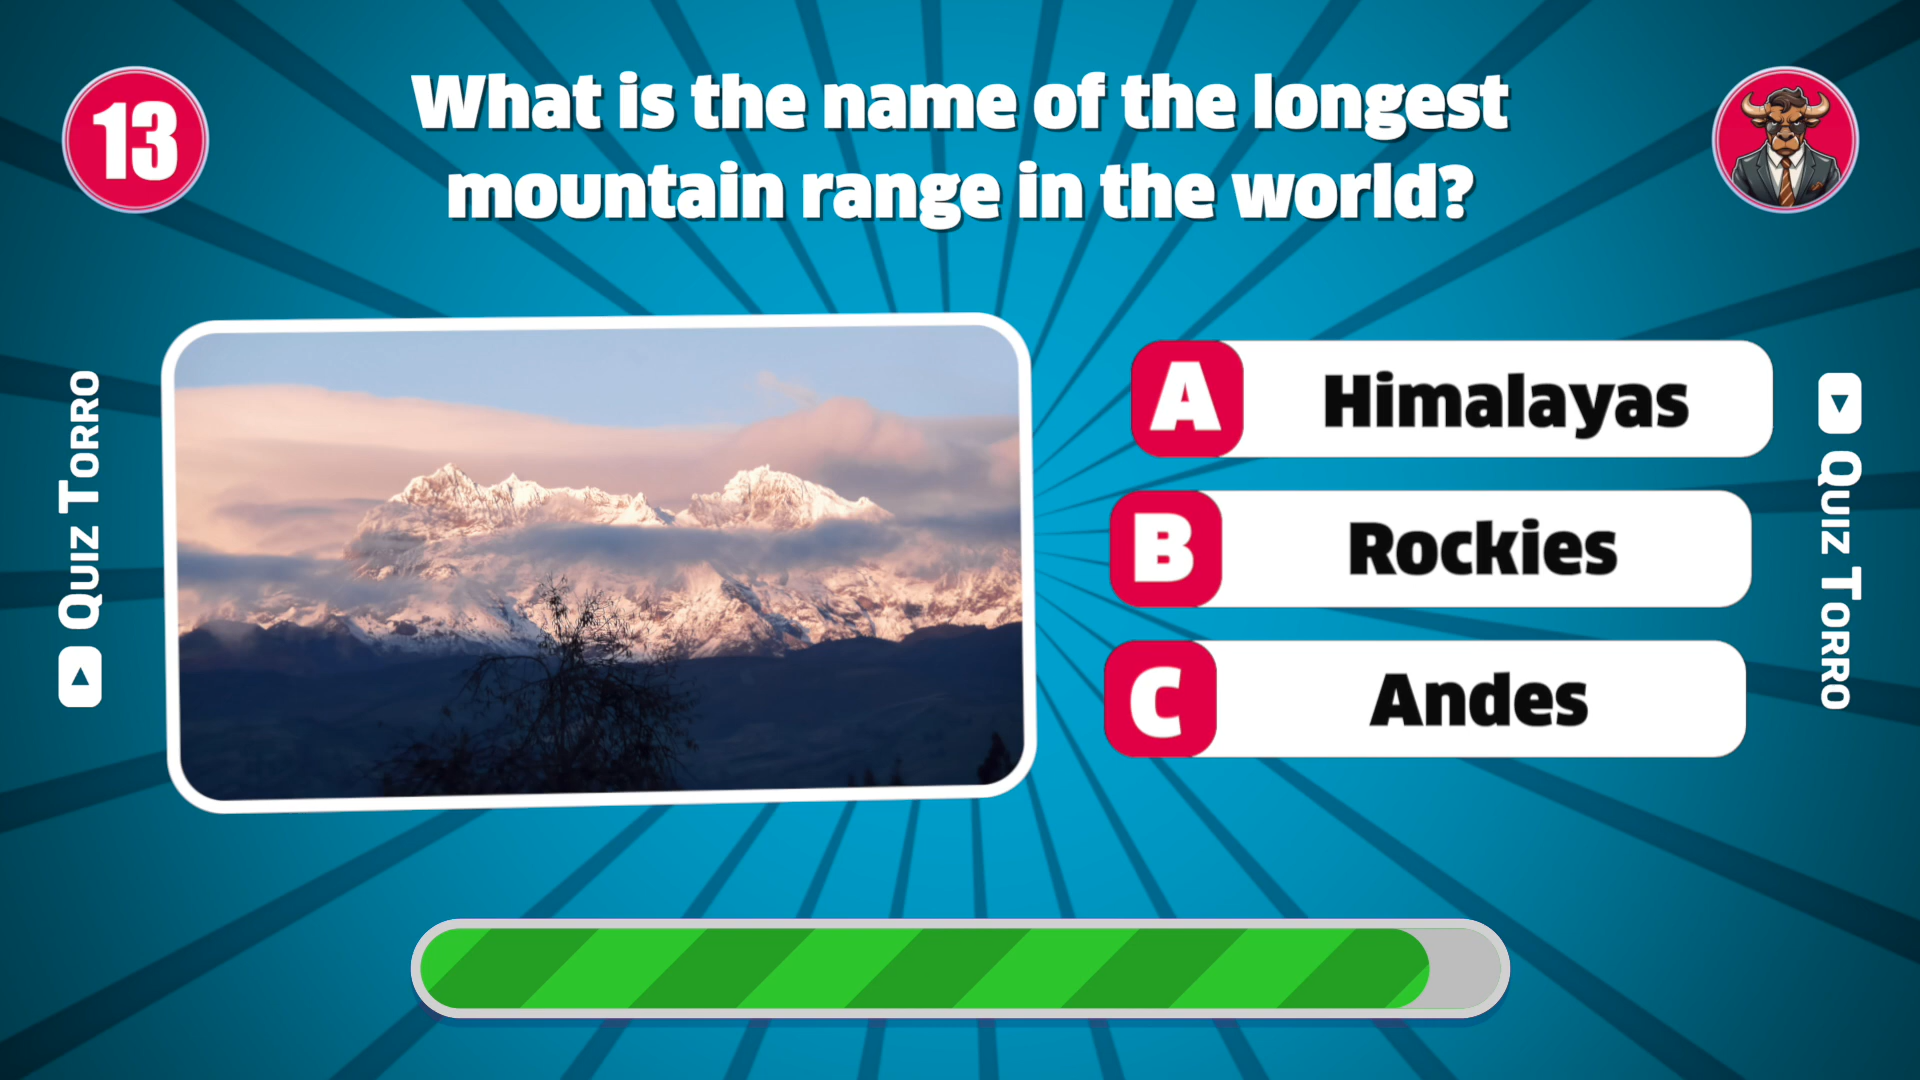 13
What is the name of the longest
mountain range in the world?
Quiz Torro
A Himalayas
B Rockies
C Andes
Quiz Torro